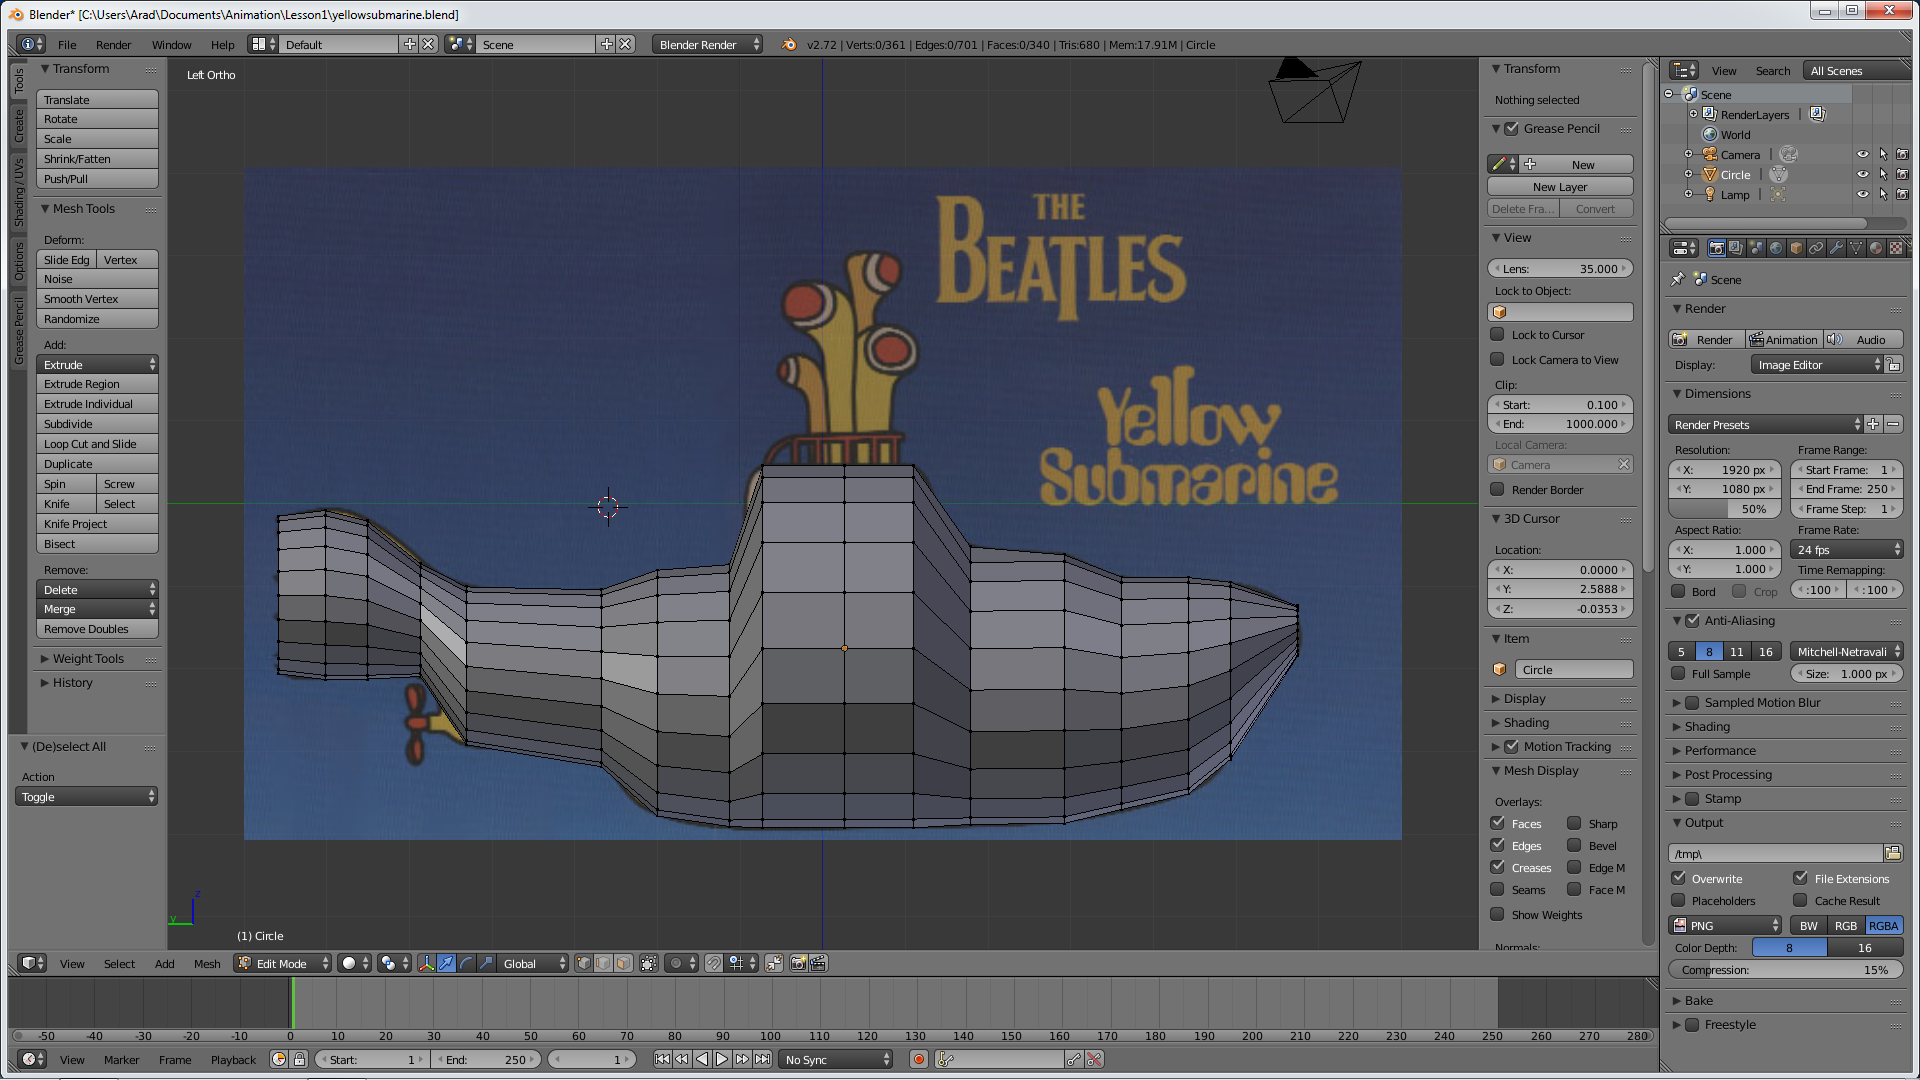 Blender* [C:\Users\Arad\Documents\Animation\Lesson1\yellowsubmarine.blend]
File Render Window Help Default Scene Blender Render v2.72 | Verts:0/361 | Edges:0/701 | Faces:0/340 | Tris:680 | Mem:17.91M | Circle
Tools
Create
Shading / UVs
Options
Grease Pencil
Transform
Translate
Rotate
Scale
Shrink/Fatten
Push/Pull
Mesh Tools
Deform:
Slide Edg Vertex
Noise
Smooth Vertex
Randomize
Add:
Extrude
Extrude Region
Extrude Individual
Subdivide
Loop Cut and Slide
Duplicate
Spin Screw
Knife Select
Knife Project
Bisect
Remove:
Delete
Merge
Remove Doubles
Weight Tools
History
(De)select All
Action
Toggle
Left Ortho
THE
BEATLES
Yellow
Submarine
z
y
(1) Circle
Transform
Nothing selected
Grease Pencil
New
New Layer
Delete Fra... Convert
View
Lens: 35.000
Lock to Object:
Lock to Cursor
Lock Camera to View
Clip:
Start: 0.100
End: 1000.000
Local Camera:
Camera
Render Border
3D Cursor
Location:
X: 0.0000
Y: 2.5888
Z: -0.0353
Item
Circle
Display
Shading
Motion Tracking
Mesh Display
Overlays:
Faces Sharp
Edges Bevel
Creases Edge M
Seams Face M
Show Weights
Normals:
View Search All Scenes
Scene
RenderLayers |
World
Camera |
Circle |
Lamp |
Scene
Render
Render Animation Audio
Display: Image Editor
Dimensions
Render Presets
Resolution: Frame Range:
X: 1920 px Start Frame: 1
Y: 1080 px End Frame: 250
50% Frame Step: 1
Aspect Ratio: Frame Rate:
X: 1.000 24 fps
Y: 1.000 Time Remapping:
Bord Crop :100 :100
Anti-Aliasing
5 8 11 16 Mitchell-Netravali
Full Sample Size: 1.000 px
Sampled Motion Blur
Shading
Performance
Post Processing
Stamp
Output
/tmp\
Overwrite File Extensions
Placeholders Cache Result
PNG BW RGB RGBA
Color Depth: 8 16
Compression: 15%
Bake
Freestyle
View Select Add Mesh Edit Mode Global
-50 -40 -30 -20 -10 0 10 20 30 40 50 60 70 80 90 100 110 120 130 140 150 160 170 180 190 200 210 220 230 240 250 260 270 280
View Marker Frame Playback Start: 1 End: 250 1 No Sync